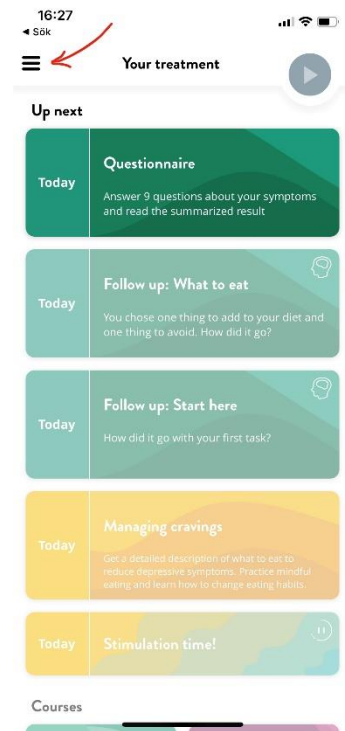 16:27
◀ Sök
Your treatment
Up next
Today
Questionnaire
Answer 9 questions about your symptoms
and read the summarized result
Today
Follow up: What to eat
You chose one thing to add to your diet and
one thing to avoid. How did it go?
Today
Follow up: Start here
How did it go with your first task?
Today
Managing cravings
Get a detailed description of what to eat to
reduce depressive symptoms. Practice mindful
eating and learn how to change eating habits.
Today
Stimulation time!
Courses